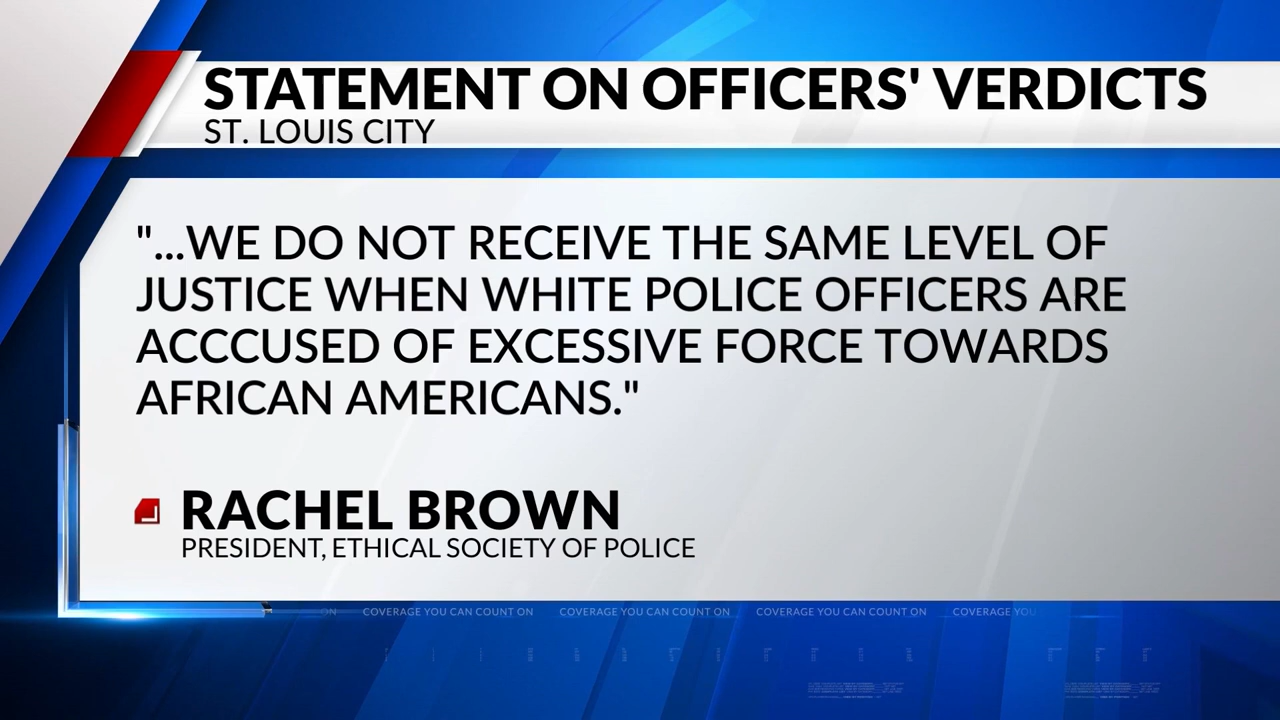 STATEMENT ON OFFICERS' VERDICTS
ST. LOUIS CITY
"...WE DO NOT RECEIVE THE SAME LEVEL OF
JUSTICE WHEN WHITE POLICE OFFICERS ARE
ACCCUSED OF EXCESSIVE FORCE TOWARDS
AFRICAN AMERICANS."
RACHEL BROWN
PRESIDENT, ETHICAL SOCIETY OF POLICE
ON COVERAGE YOU CAN COUNT ON COVERAGE YOU CAN COUNT ON COVERAGE YOU CAN COUNT ON COVERAGE YOU